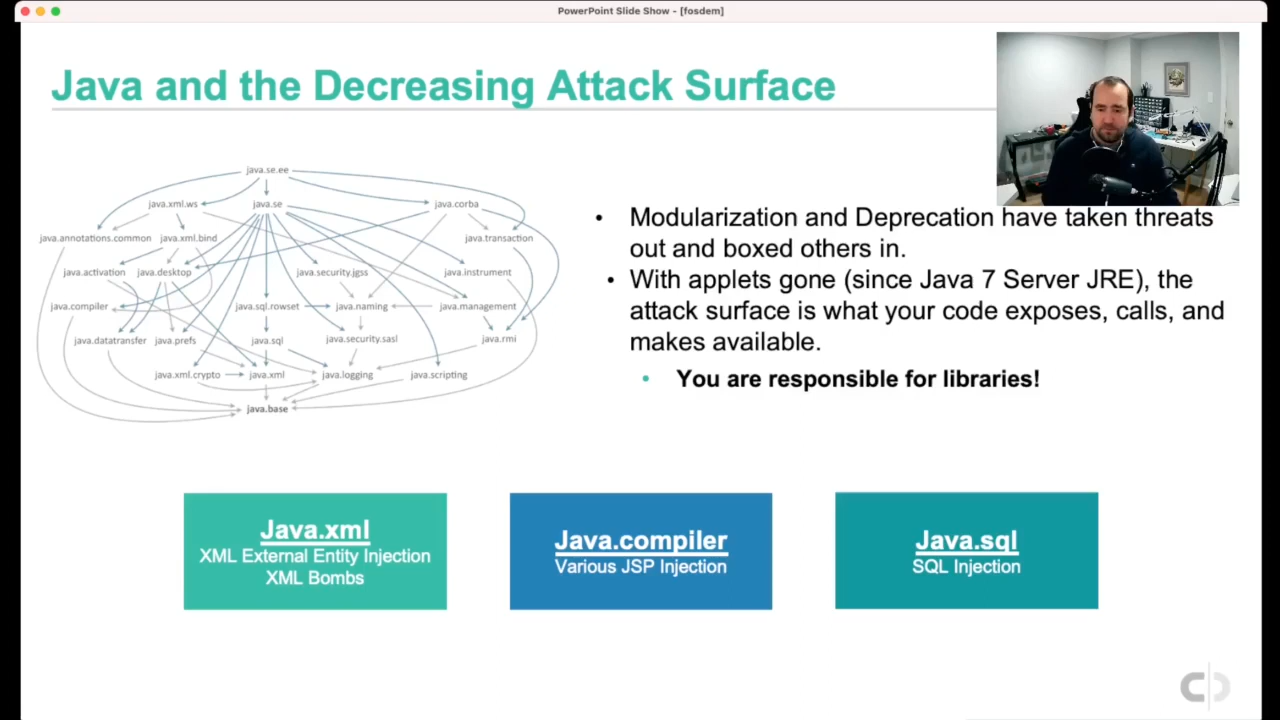 PowerPoint Slide Show - [fosdem]
Java and the Decreasing Attack Surface
java.se.ee
java.xml.ws java.se java.corba
java.annotations.common java.xml.bind java.transaction
java.activation java.desktop java.security.jgss java.instrument
java.compiler java.sql.rowset java.naming java.management
java.datatransfer java.prefs java.sql java.security.sasl java.rmi
java.xml.crypto java.xml java.logging java.scripting
java.base
• Modularization and Deprecation have taken threats
out and boxed others in.
• With applets gone (since Java 7 Server JRE), the
attack surface is what your code exposes, calls, and
makes available.
• You are responsible for libraries!
Java.xml
XML External Entity Injection
XML Bombs
Java.compiler
Various JSP Injection
Java.sql
SQL Injection